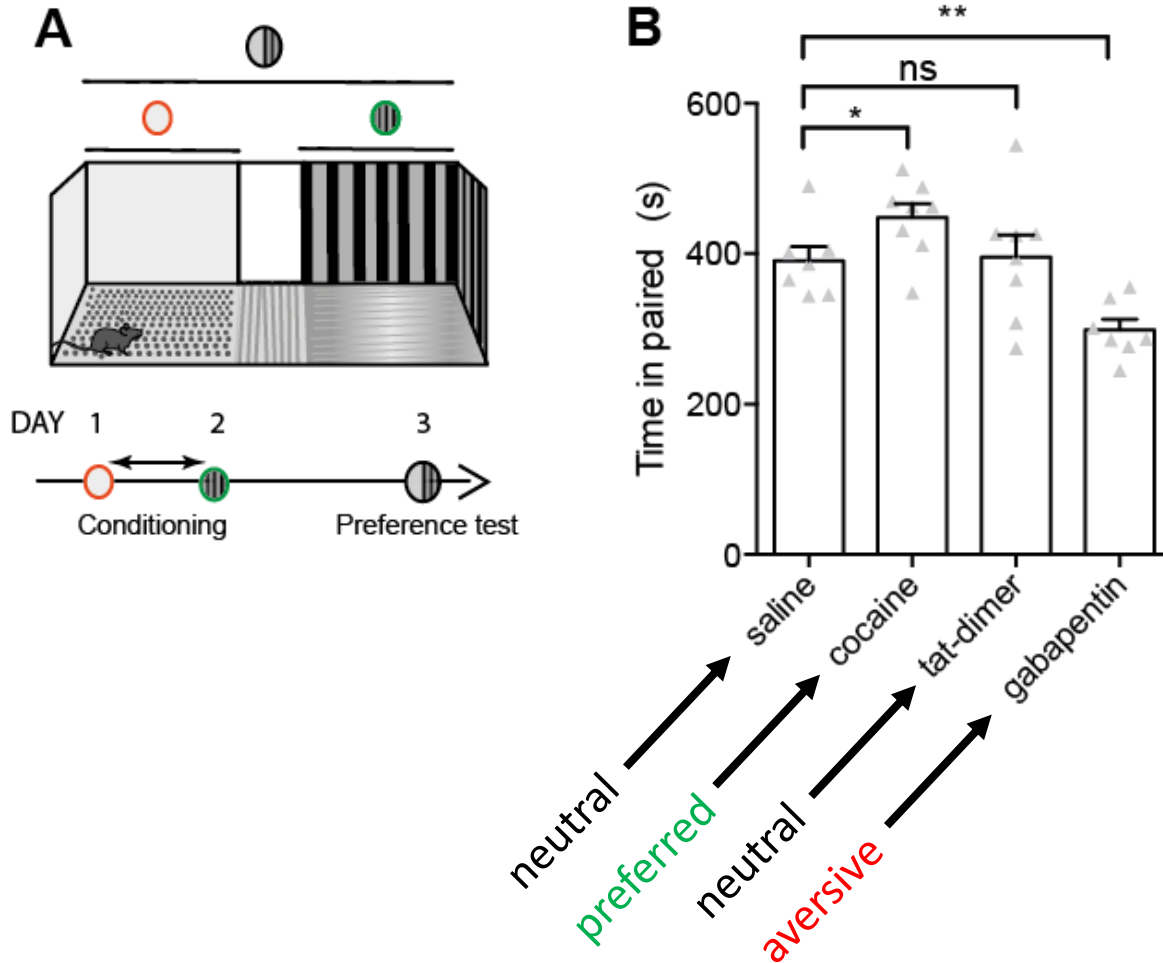 A
DAY 1 2 3
Conditioning Preference test
B
**
ns
*
Time in paired (s)
600
400
200
0
saline
cocaine
tat-dimer
gabapentin
neutral
preferred
neutral
aversive